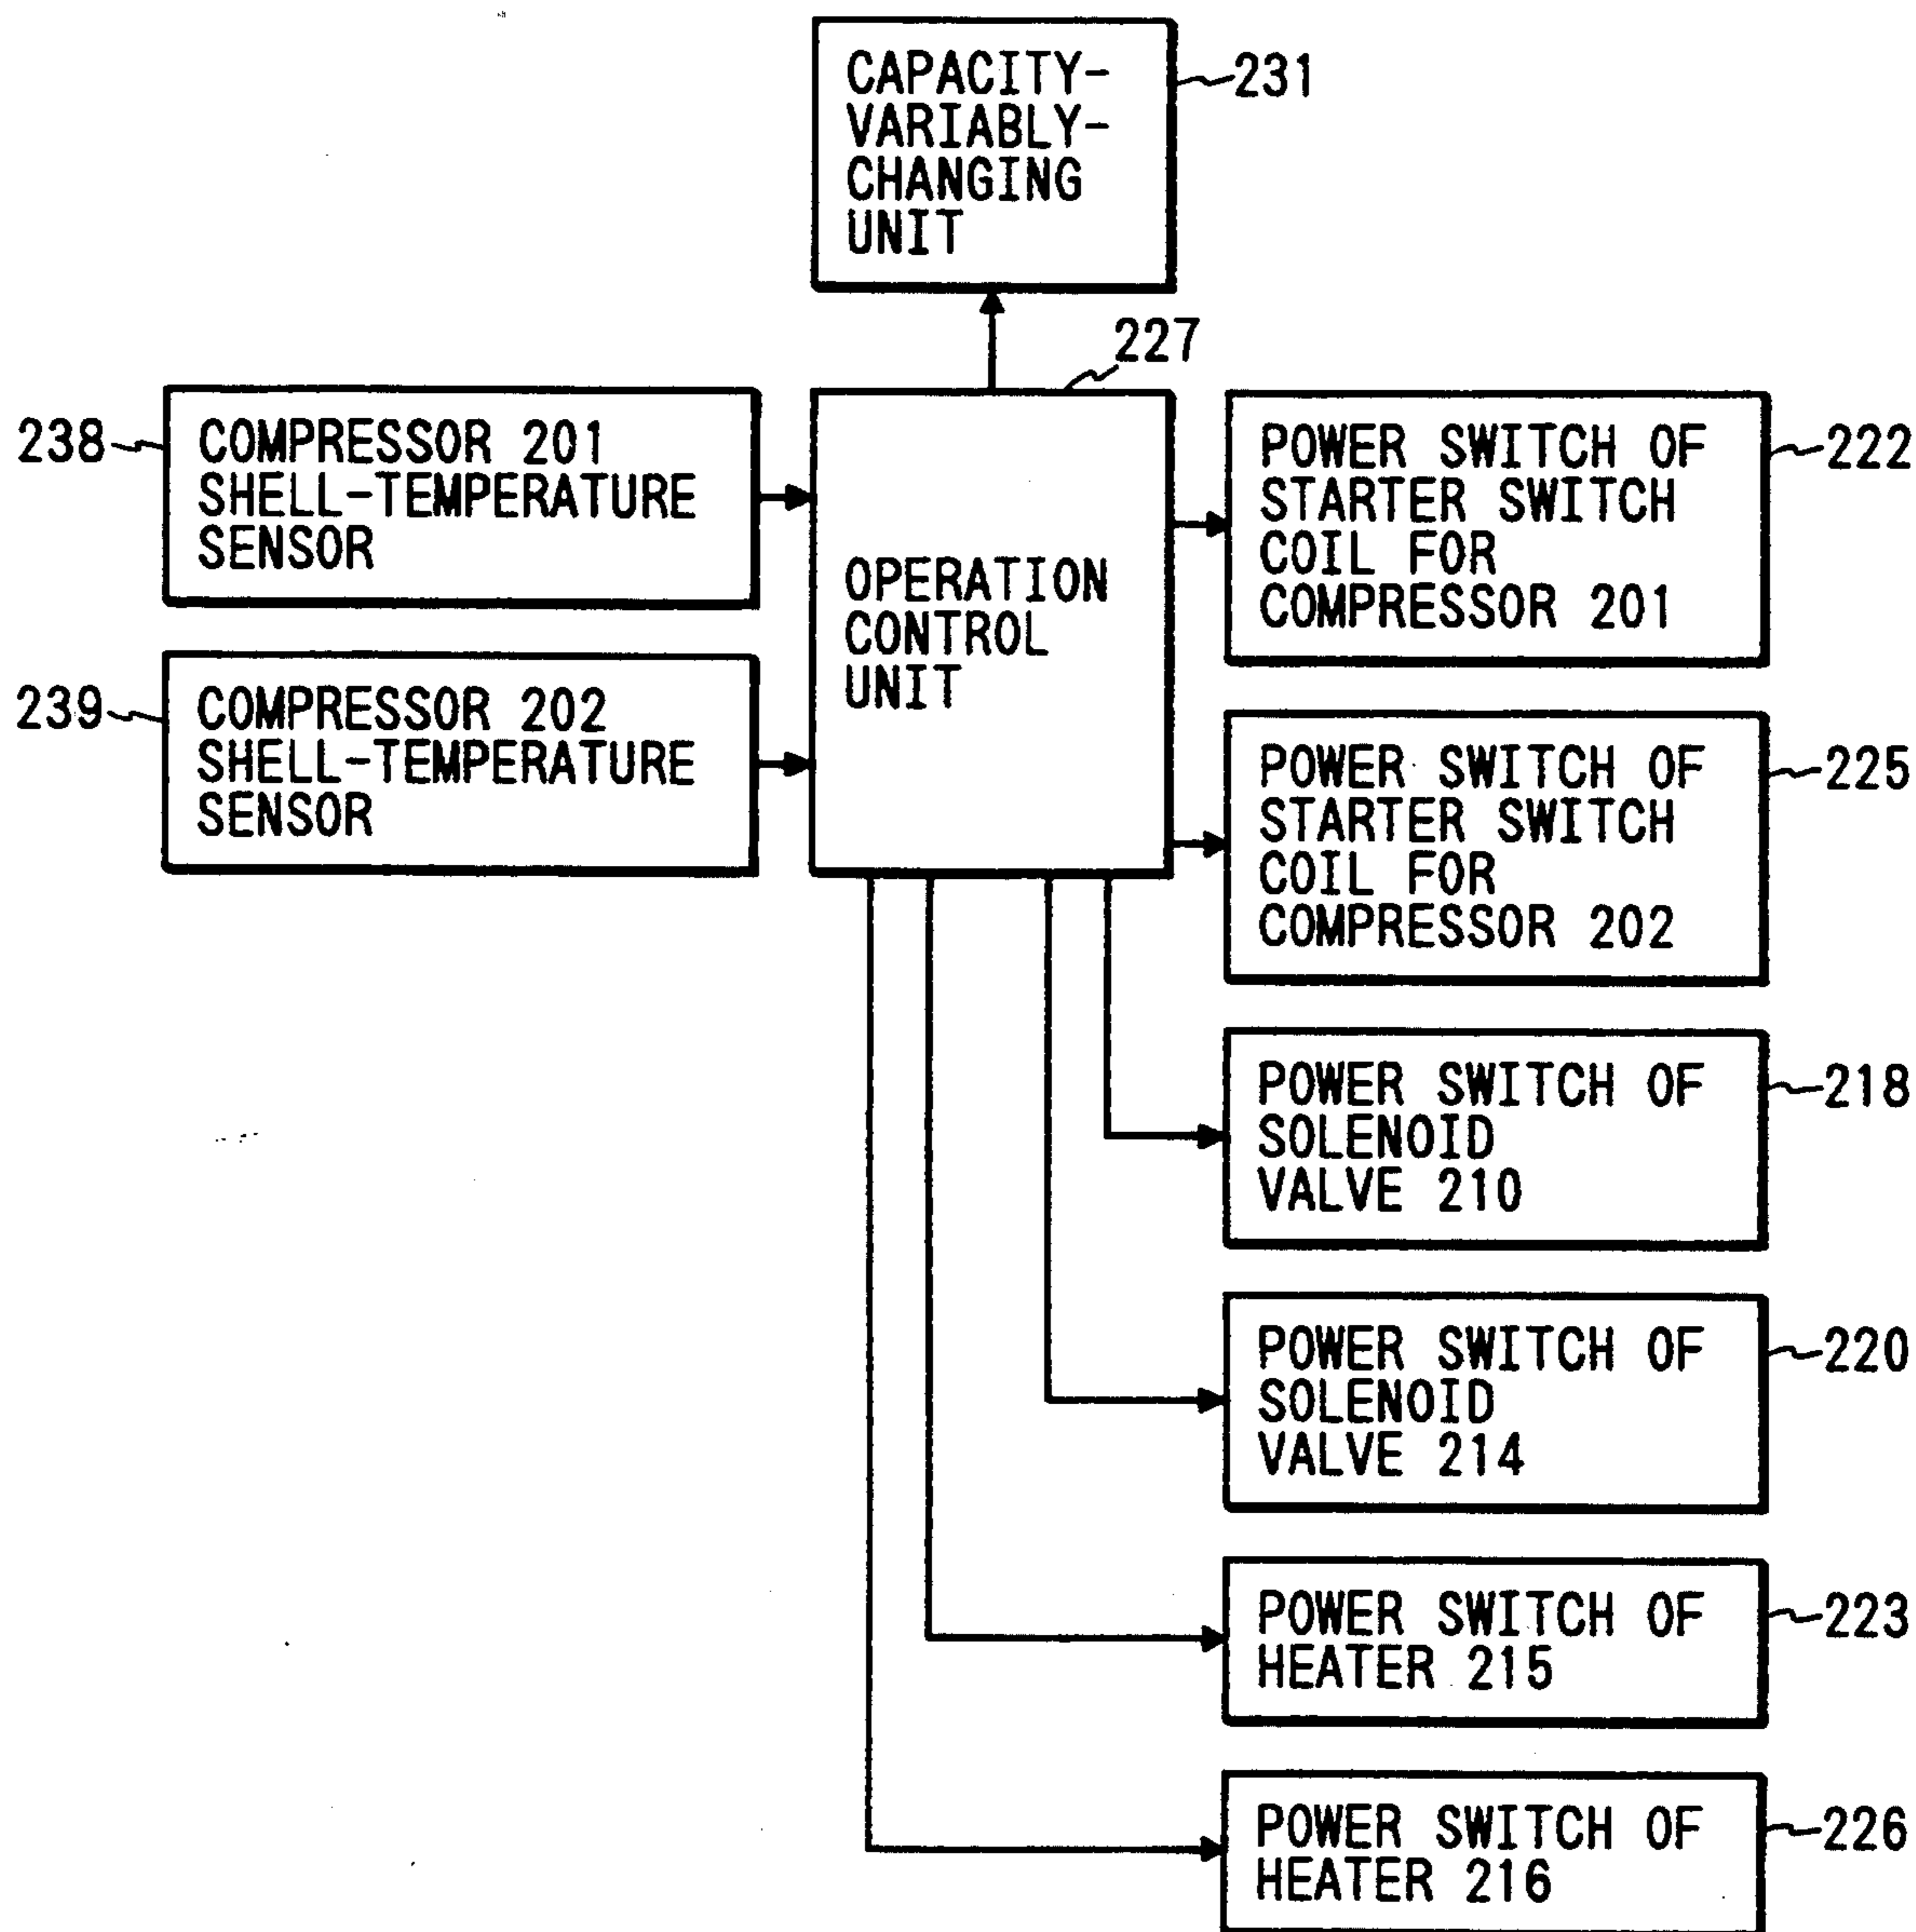 CAPACITY-
VARIABLY-
CHANGING
UNIT
231
227
238
COMPRESSOR 201
SHELL-TEMPERATURE
SENSOR
239
COMPRESSOR 202
SHELL-TEMPERATURE
SENSOR
OPERATION
CONTROL
UNIT
POWER SWITCH OF
STARTER SWITCH
COIL FOR
COMPRESSOR 201
222
POWER SWITCH OF
STARTER SWITCH
COIL FOR
COMPRESSOR 202
225
POWER SWITCH OF
SOLENOID
VALVE 210
218
POWER SWITCH OF
SOLENOID
VALVE 214
220
POWER SWITCH OF
HEATER 215
223
POWER SWITCH OF
HEATER 216
226